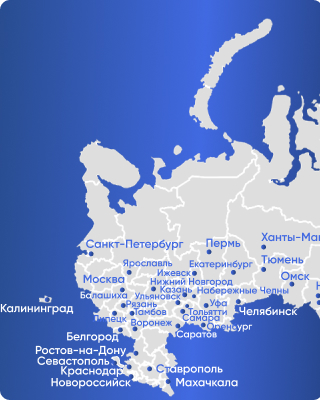 Санкт-Петербург
Пермь
Ханты-Ма
Ярославль
Екатеринбург
Тюмень
Москва
Ижевск
Нижний Новгород
Омск
Балашиха
Казань
Набережные Челны
Ульяновск
Рязань
Уфа
Калининград
Липецк
Тамбов
Тольятти
Челябинск
Воронеж
Самара
Оренбург
Белгород
Саратов
Ростов-на-Дону
Севастополь
Краснодар
Ставрополь
Новороссийск
Махачкала